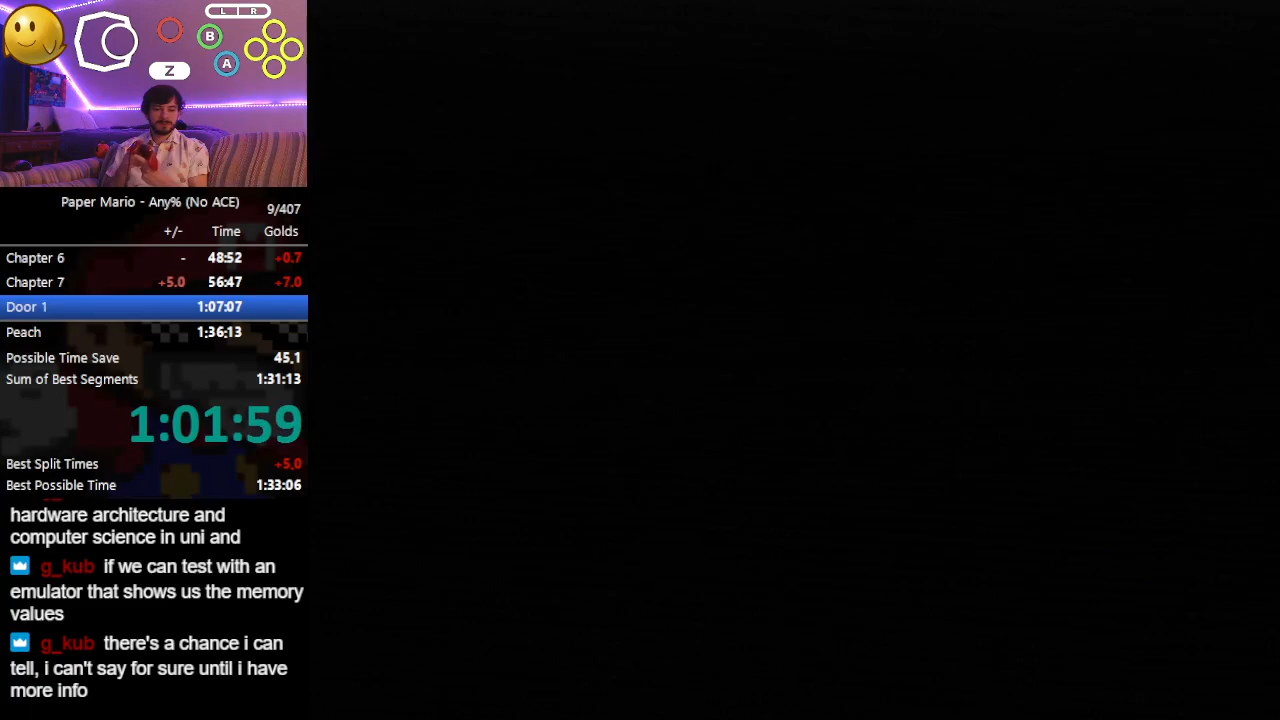 L R
B
A
Z
Paper Mario - Any% (No ACE)
9/407
+/- Time Golds
Chapter 6 - 48:52 +0.7
Chapter 7 +5.0 56:47 +7.0
Door 1 1:07:07
Peach 1:36:13
Possible Time Save 45.1
Sum of Best Segments 1:31:13
1:01:59
Best Split Times +5.0
Best Possible Time 1:33:06
hardware architecture and
computer science in uni and
g_kub if we can test with an
emulator that shows us the memory
values
g_kub there's a chance i can
tell, i can't say for sure until i have
more info